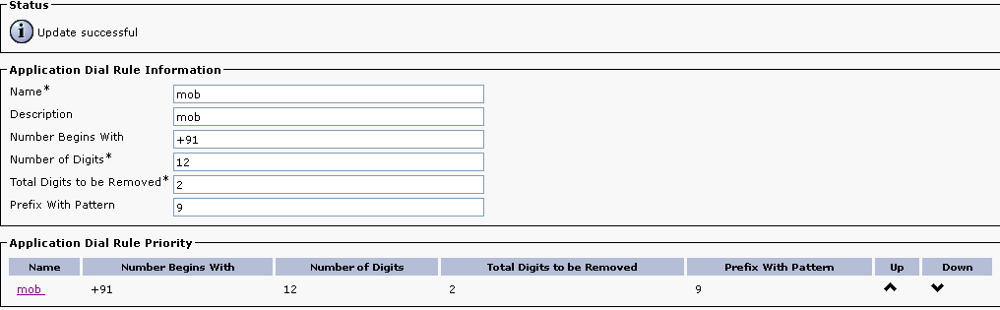 Status
Update successful
Application Dial Rule Information
Name* mob
Description mob
Number Begins With +91
Number of Digits* 12
Total Digits to be Removed* 2
Prefix With Pattern 9
Application Dial Rule Priority
Name Number Begins With Number of Digits Total Digits to be Removed Prefix With Pattern Up Down
mob +91 12 2 9